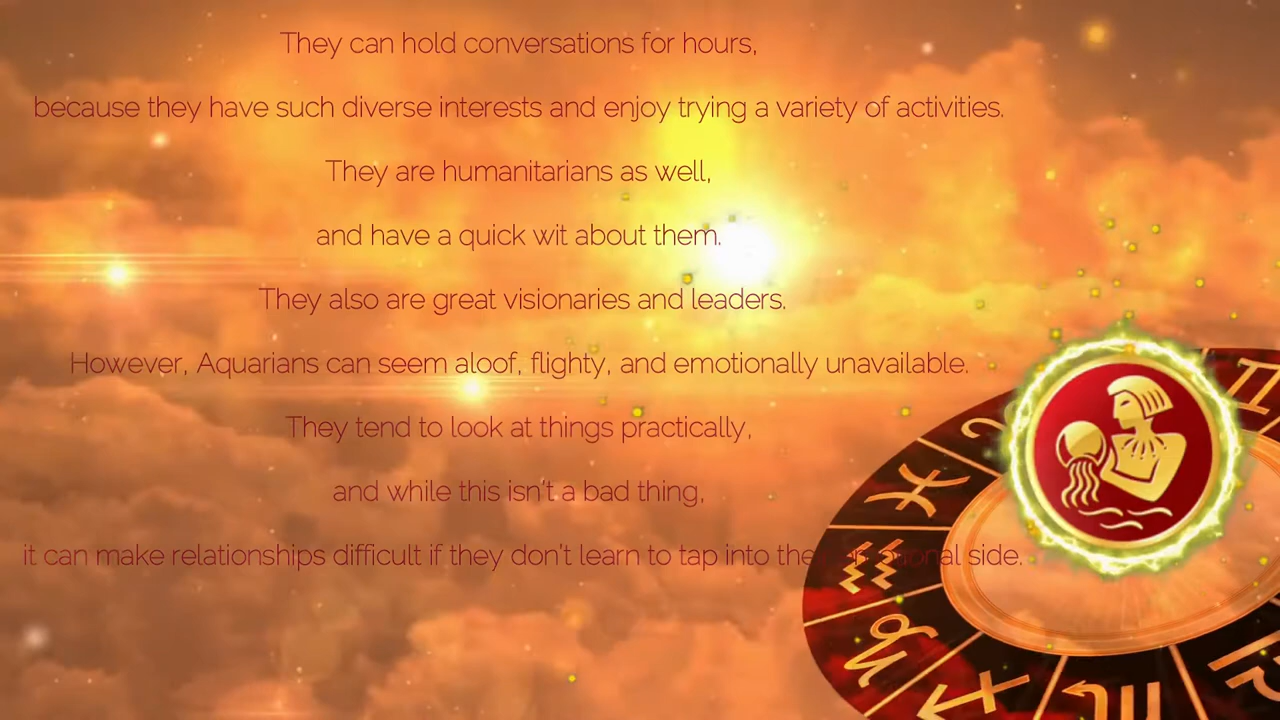 They can hold conversations for hours,
because they have such diverse interests and enjoy trying a variety of activities.
They are humanitarians as well,
and have a quick wit about them.
They also are great visionaries and leaders.
However, Aquarians can seem aloof, flighty, and emotionally unavailable.
They tend to look at things practically,
and while this isn't a bad thing,
it can make relationships difficult if they don't learn to tap into side.